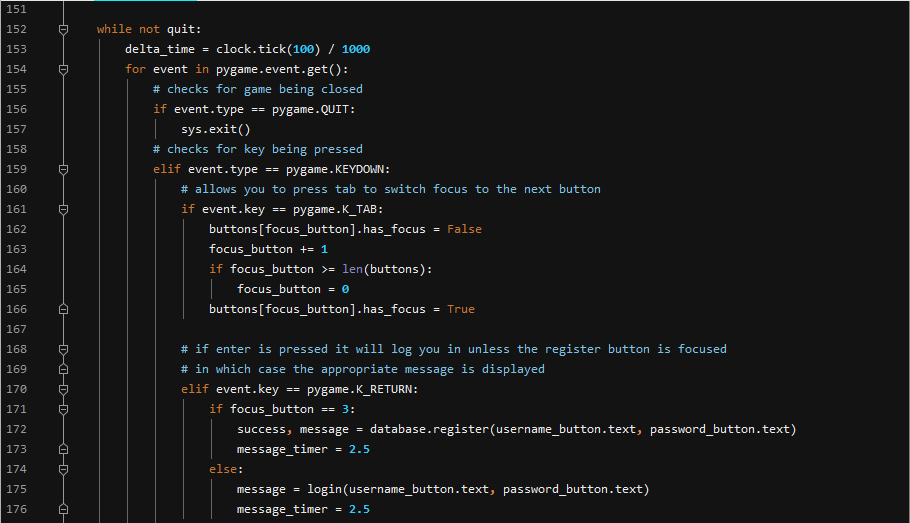 151
152 while not quit:
153 delta_time = clock.tick(100) / 1000
154 for event in pygame.event.get():
155 # checks for game being closed
156 if event.type == pygame.QUIT:
157 sys.exit()
158 # checks for key being pressed
159 elif event.type == pygame.KEYDOWN:
160 # allows you to press tab to switch focus to the next button
161 if event.key == pygame.K_TAB:
162 buttons[focus_button].has_focus = False
163 focus_button += 1
164 if focus_button >= len(buttons):
165 focus_button = 0
166 buttons[focus_button].has_focus = True
167
168 # if enter is pressed it will log you in unless the register button is focused
169 # in which case the appropriate message is displayed
170 elif event.key == pygame.K_RETURN:
171 if focus_button == 3:
172 success, message = database.register(username_button.text, password_button.text)
173 message_timer = 2.5
174 else:
175 message = login(username_button.text, password_button.text)
176 message_timer = 2.5